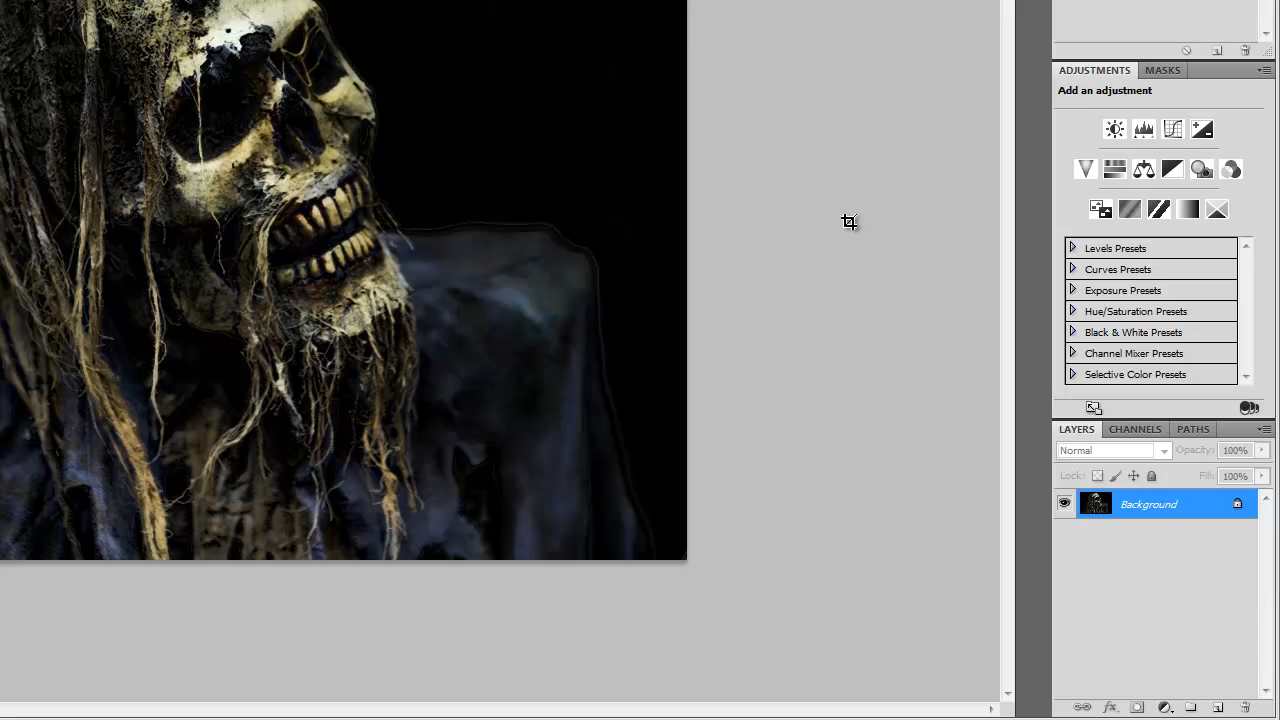 ADJUSTMENTS MASKS
Add an adjustment
Levels Presets
Curves Presets
Exposure Presets
Hue/Saturation Presets
Black & White Presets
Channel Mixer Presets
Selective Color Presets
LAYERS CHANNELS PATHS
Normal Opacity: 100%
Lock: Fill: 100%
Background
fx